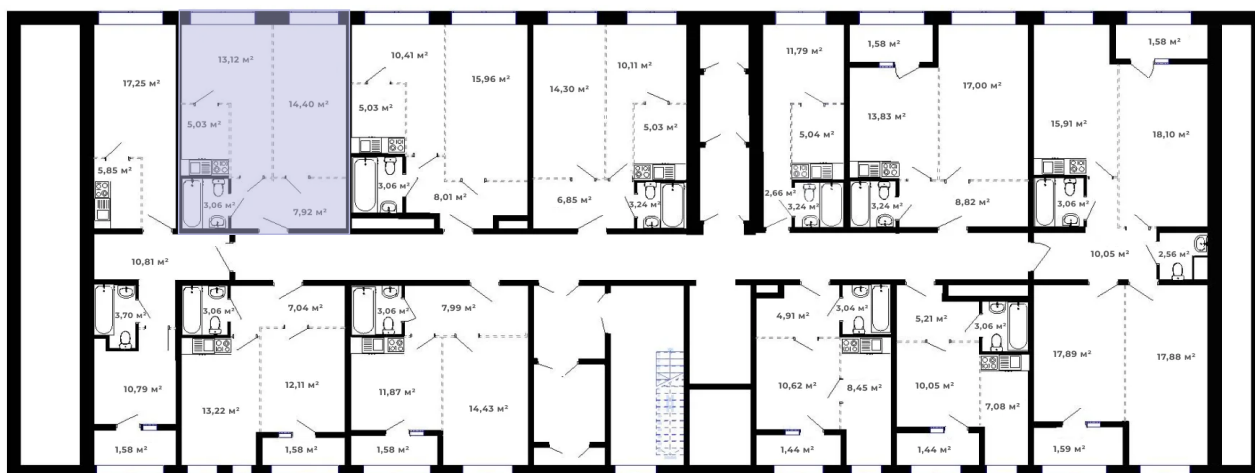 17,25 м²
5,85 м²
13,12 м²
14,40 м²
5,03 м²
3,06 м²
7,92 м²
10,41 м²
15,96 м²
5,03 м²
3,06 м²
8,01 м²
14,30 м²
10,11 м²
5,03 м²
6,85 м²
3,24 м²
11,79 м²
5,04 м²
2,66 м²
3,24 м²
1,58 м²
13,83 м²
17,00 м²
3,24 м²
8,82 м²
1,58 м²
15,91 м²
18,10 м²
3,06 м²
10,05 м²
2,56 м²
10,81 м²
3,70 м²
10,79 м²
1,58 м²
3,06 м²
7,04 м²
12,11 м²
13,22 м²
1,58 м²
3,06 м²
7,99 м²
11,87 м²
14,43 м²
1,58 м²
4,91 м²
3,04 м²
10,62 м²
8,45 м²
1,44 м²
5,21 м²
3,06 м²
10,05 м²
7,08 м²
1,44 м²
17,89 м²
17,88 м²
1,59 м²